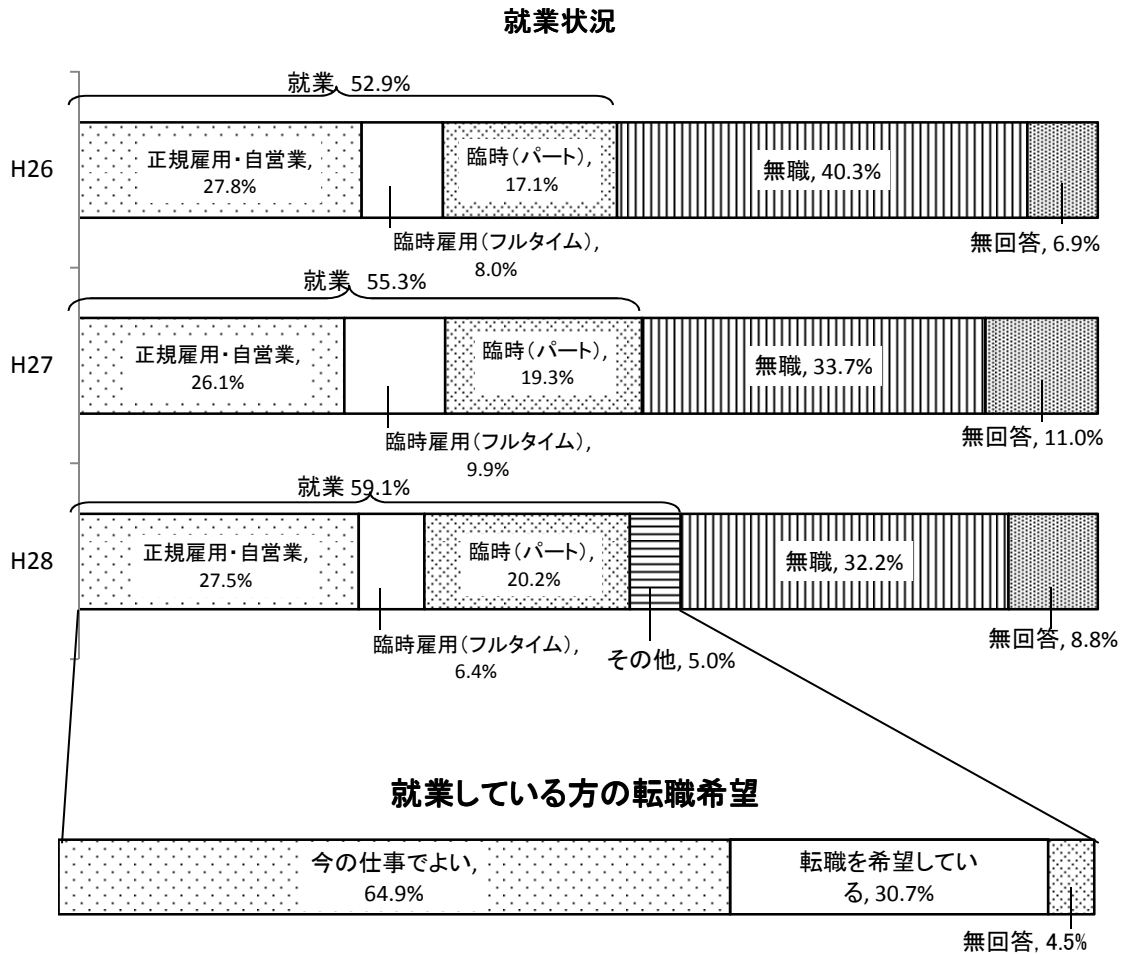 就業状況
就業 52.9%
H26
正規雇用・自営業,
27.8%
臨時(パート),
17.1%
無職, 40.3%
臨時雇用(フルタイム),
8.0%
無回答, 6.9%
就業 55.3%
H27
正規雇用・自営業,
26.1%
臨時(パート),
19.3%
無職, 33.7%
臨時雇用(フルタイム),
9.9%
無回答, 11.0%
就業 59.1%
H28
正規雇用・自営業,
27.5%
臨時(パート),
20.2%
無職, 32.2%
臨時雇用(フルタイム),
6.4%
その他, 5.0%
無回答, 8.8%
就業している方の転職希望
今の仕事でよい,
64.9%
転職を希望してい
る, 30.7%
無回答, 4.5%